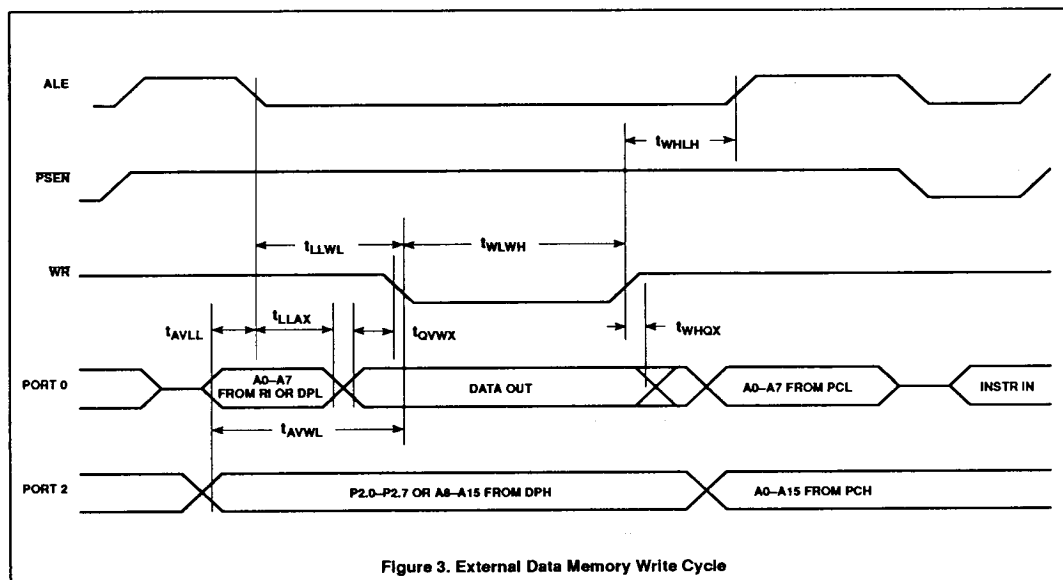 ALE
tWHLH
PSEN
tLLWL
tWLWH
WR
tAVLL
tLLAX
tQVWX
tWHQX
PORT 0
A0–A7
FROM RI OR DPL
DATA OUT
A0–A7 FROM PCL
INSTR IN
tAVWL
PORT 2
P2.0–P2.7 OR A8–A15 FROM DPH
A0–A15 FROM PCH
Figure 3. External Data Memory Write Cycle